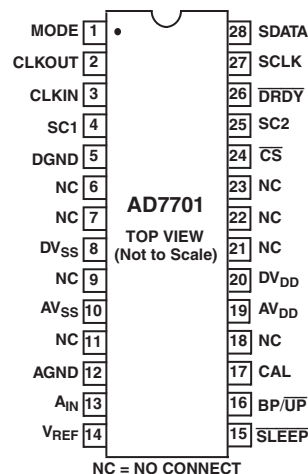 MODE 1 28 SDATA
CLKOUT 2 27 SCLK
CLKIN 3 26 DRDY
SC1 4 25 SC2
DGND 5 24 CS
NC 6 23 NC
NC 7 22 NC
DVSS 8 21 NC
NC 9 20 DVDD
AVSS 10 19 AVDD
NC 11 18 NC
AGND 12 17 CAL
AIN 13 16 BP/UP
VREF 14 15 SLEEP
AD7701
TOP VIEW
(Not to Scale)
NC = NO CONNECT